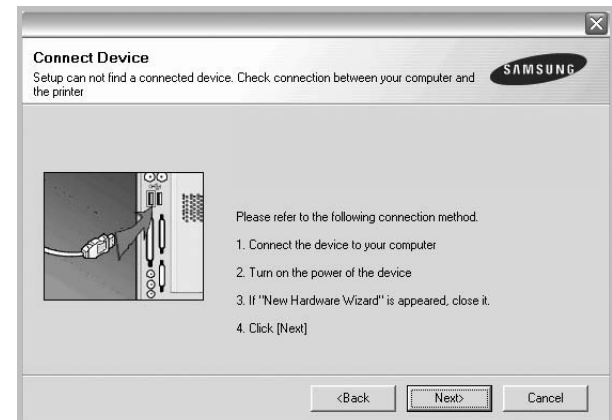 Connect Device
Setup can not find a connected device. Check connection between your computer and
the printer
SAMSUNG
Please refer to the following connection method.
1. Connect the device to your computer
2. Turn on the power of the device
3. If "New Hardware Wizard" is appeared, close it.
4. Click [Next]
<Back Next> Cancel